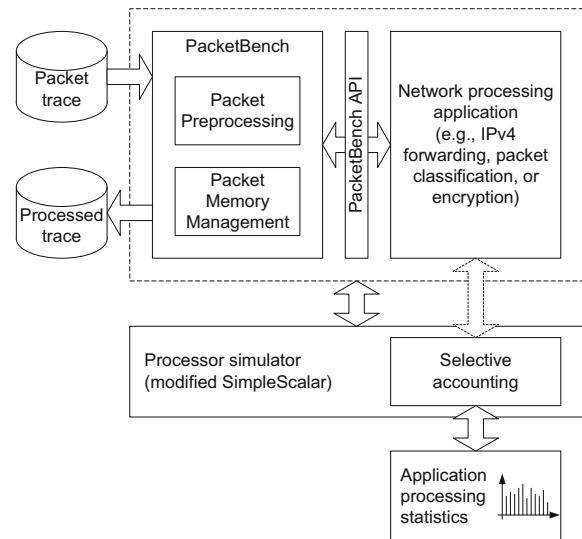 Packet
trace
Processed
trace
PacketBench
Packet
Preprocessing
Packet
Memory
Management
PacketBench API
Network processing
application
(e.g., IPv4
forwarding, packet
classification, or
encryption)
Processor simulator
(modified SimpleScalar)
Selective
accounting
Application
processing
statistics